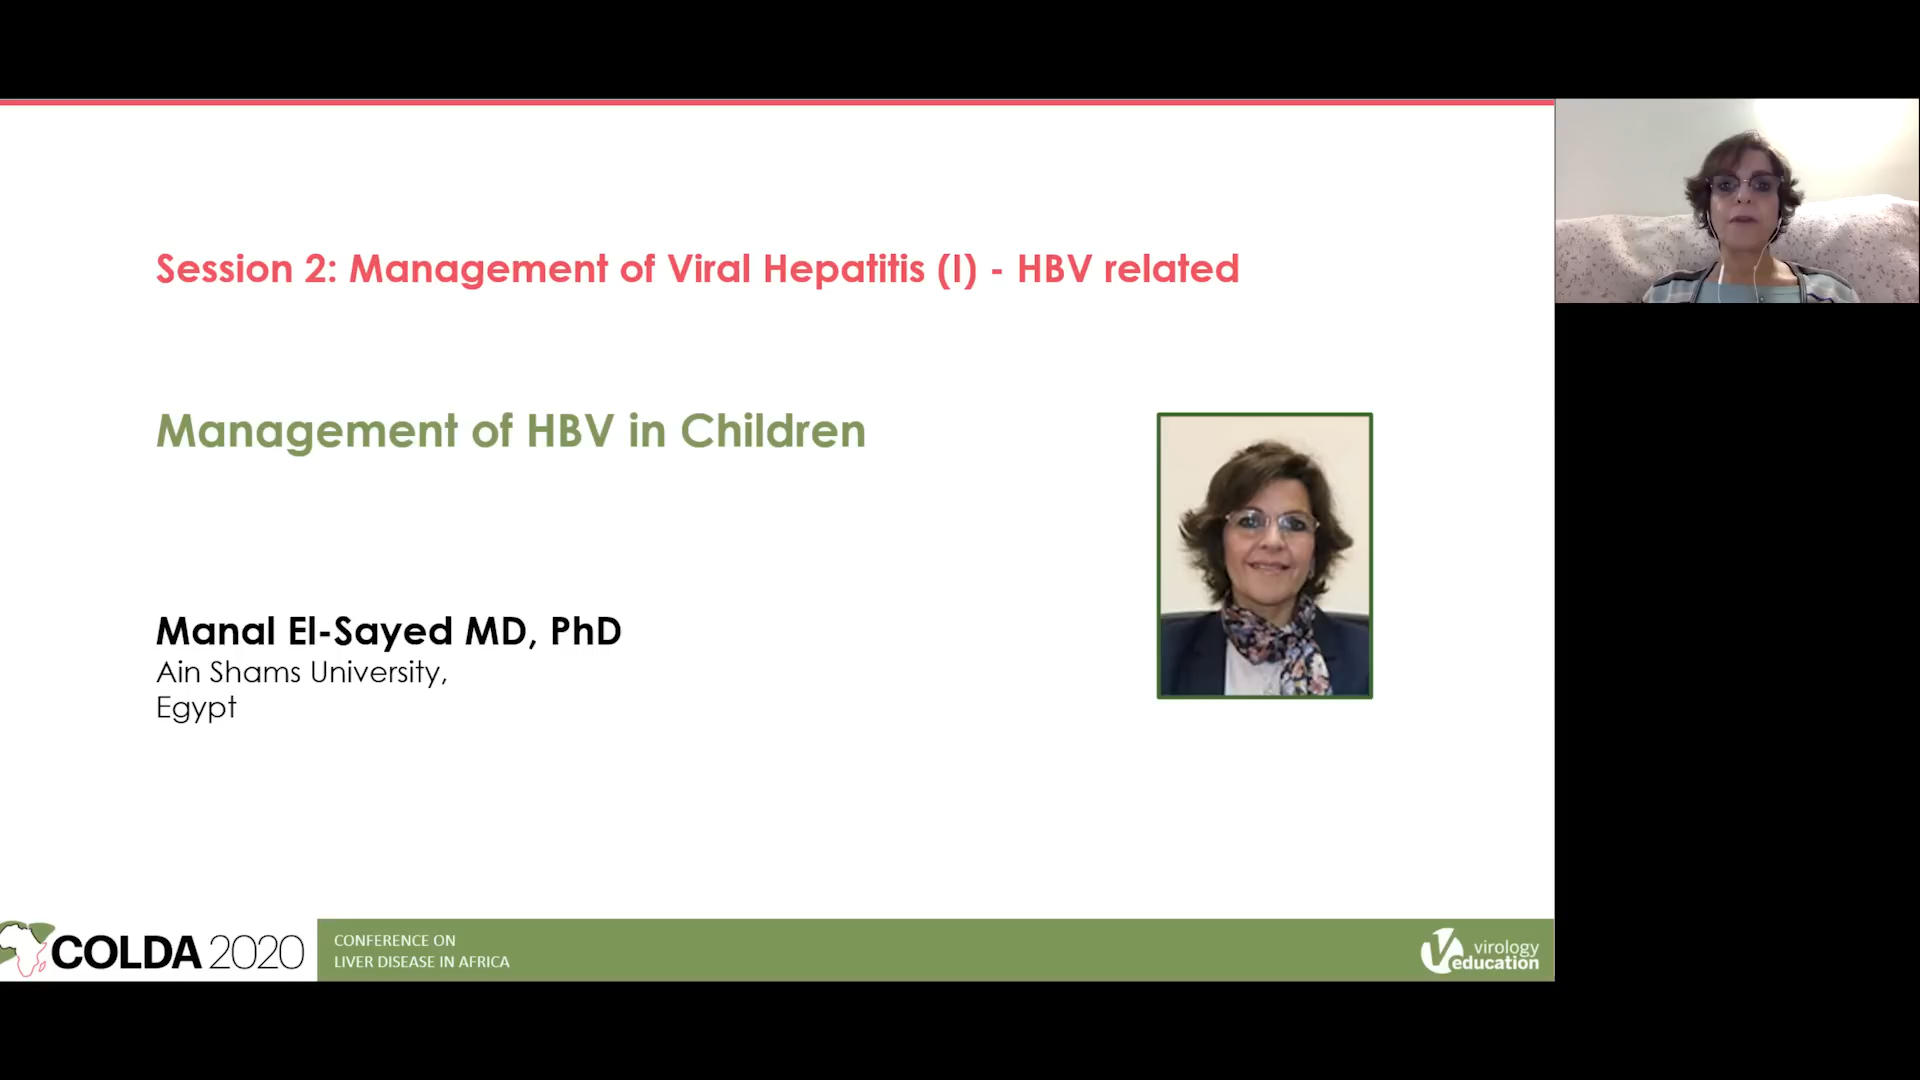 Session 2: Management of Viral Hepatitis (I) - HBV related
Management of HBV in Children
Manal El-Sayed MD, PhD
Ain Shams University,
Egypt
COLDA 2020
CONFERENCE ON
LIVER DISEASE IN AFRICA
virology
education